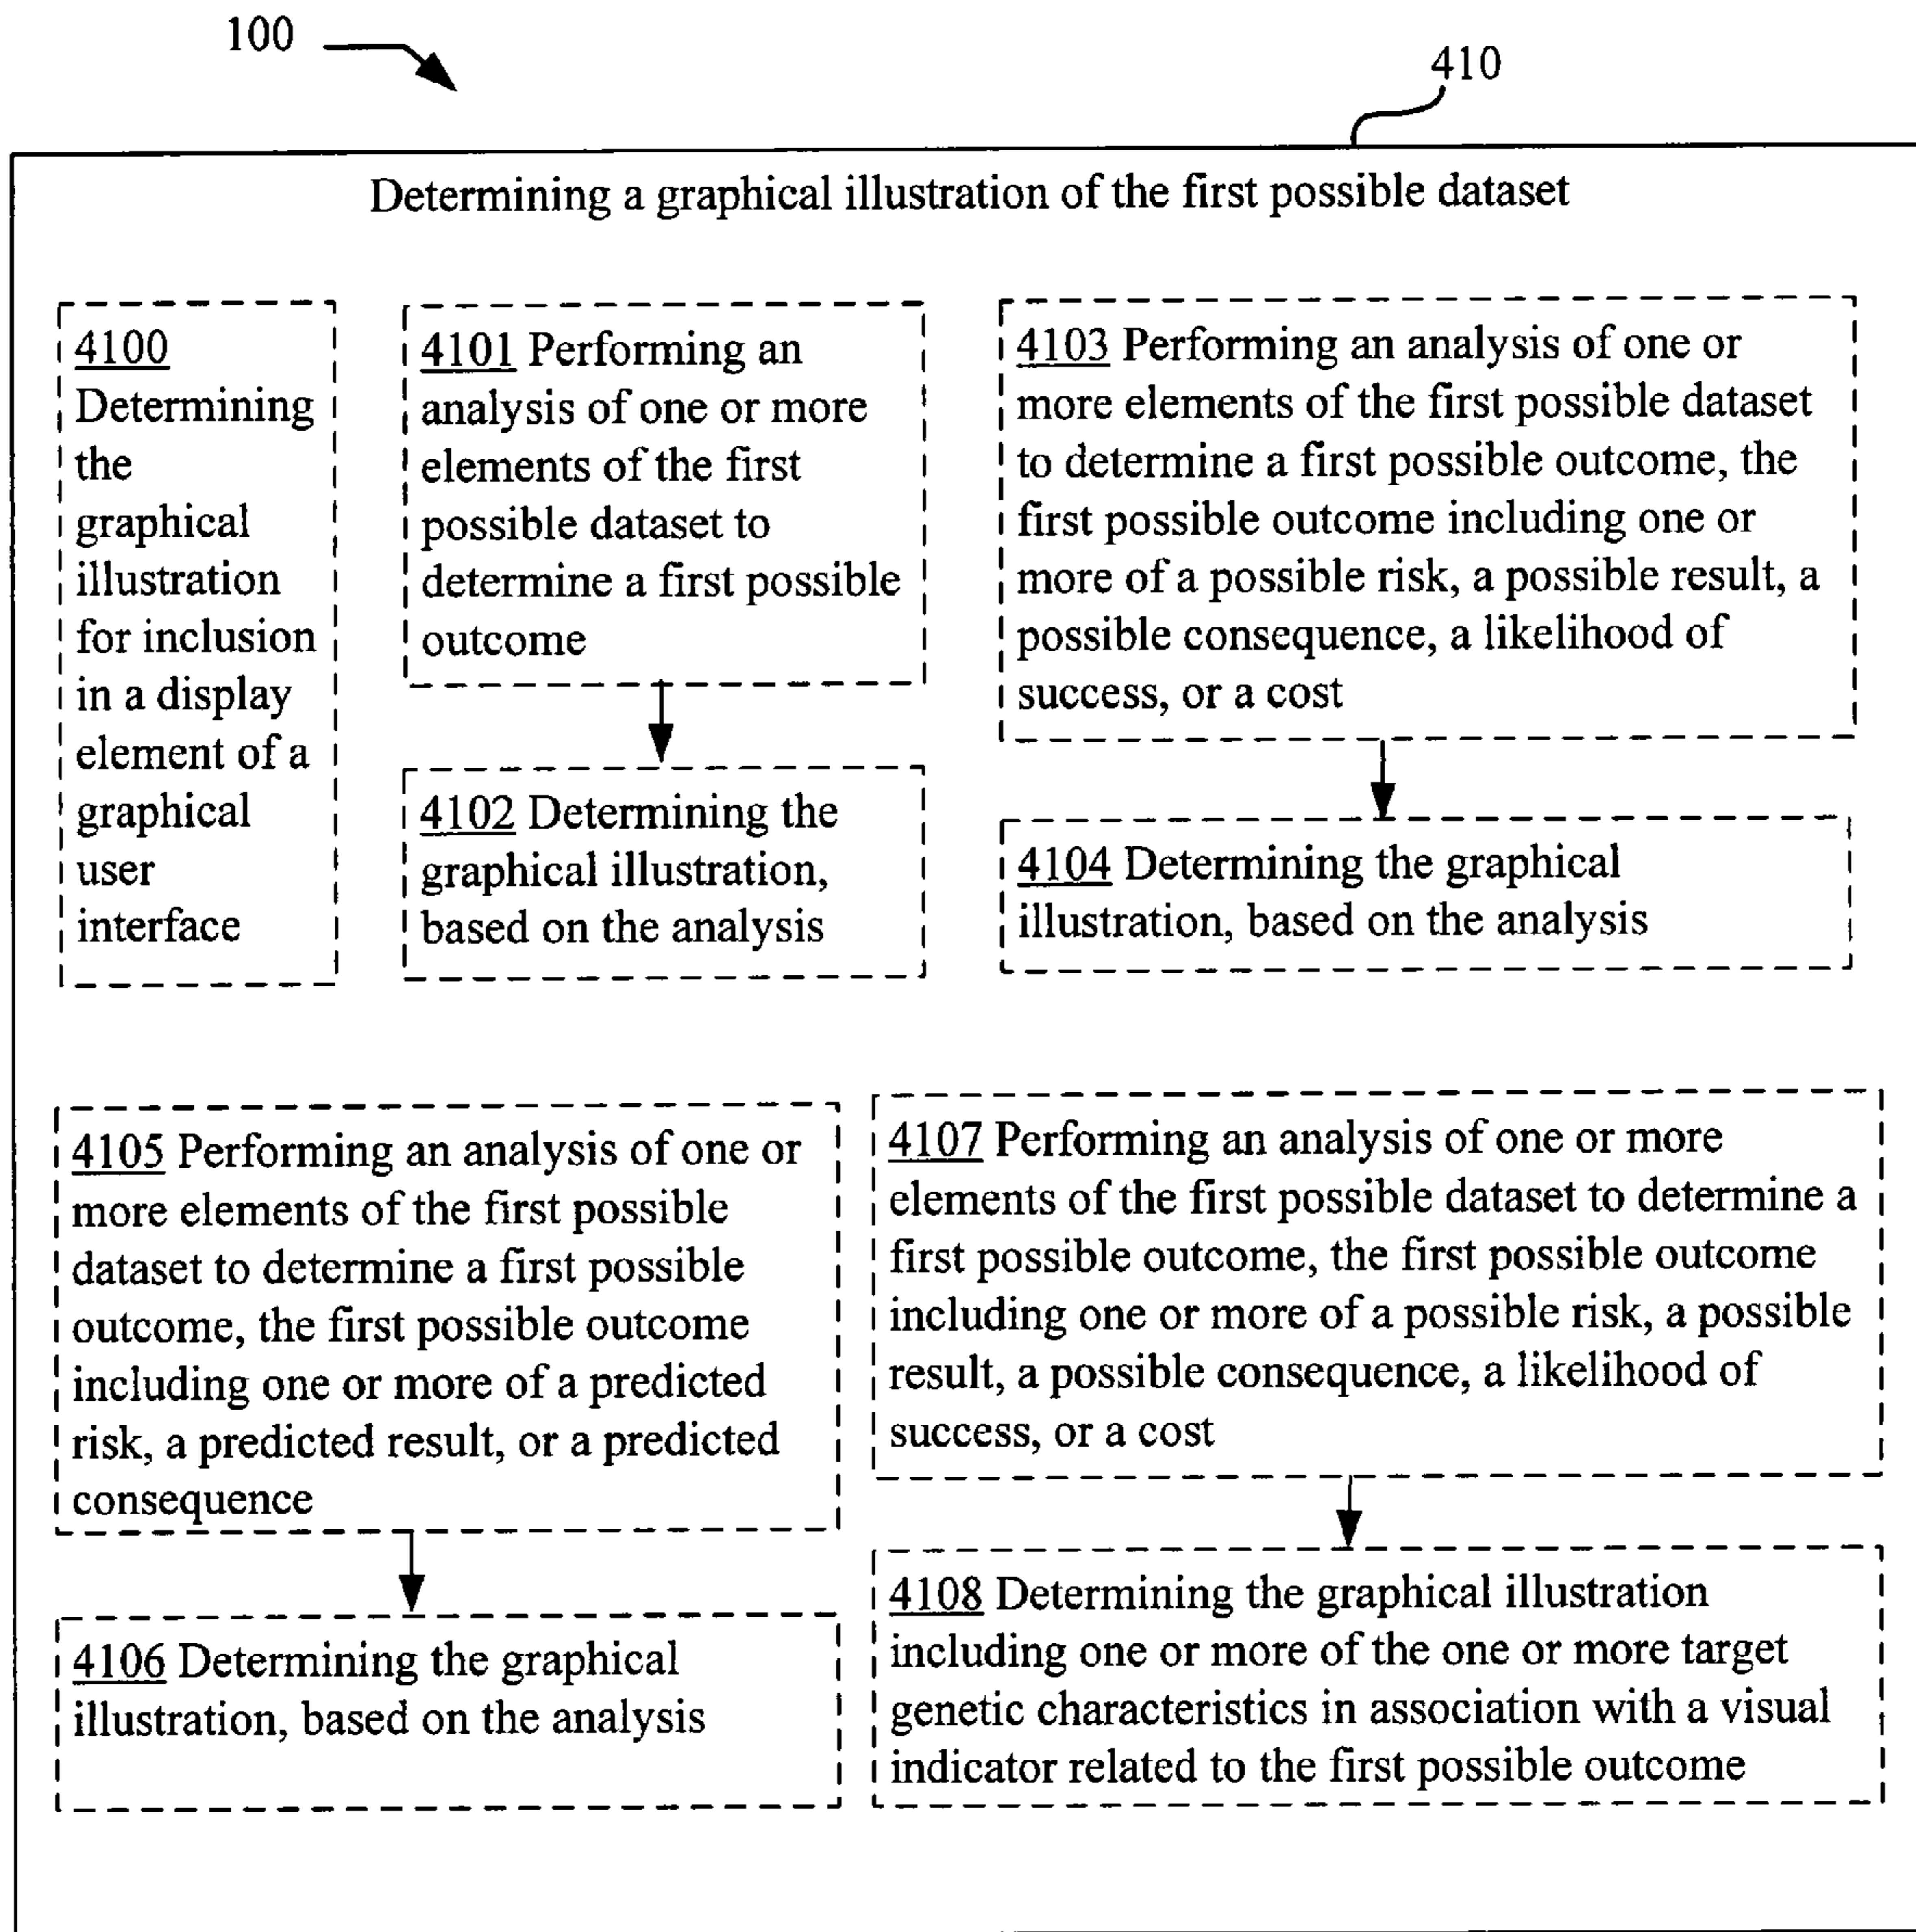 100
410
Determining a graphical illustration of the first possible dataset
4100
Determining
the
graphical
illustration
for inclusion
in a display
element of a
graphical
user
interface
4101 Performing an
analysis of one or more
elements of the first
possible dataset to
determine a first possible
outcome
4102 Determining the
graphical illustration,
based on the analysis
4103 Performing an analysis of one or
more elements of the first possible dataset
to determine a first possible outcome, the
first possible outcome including one or
more of a possible risk, a possible result, a
possible consequence, a likelihood of
success, or a cost
4104 Determining the graphical
illustration, based on the analysis
4105 Performing an analysis of one or
more elements of the first possible
dataset to determine a first possible
outcome, the first possible outcome
including one or more of a predicted
risk, a predicted result, or a predicted
consequence
4106 Determining the graphical
illustration, based on the analysis
4107 Performing an analysis of one or more
elements of the first possible dataset to determine a
first possible outcome, the first possible outcome
including one or more of a possible risk, a possible
result, a possible consequence, a likelihood of
success, or a cost
4108 Determining the graphical illustration
including one or more of the one or more target
genetic characteristics in association with a visual
indicator related to the first possible outcome